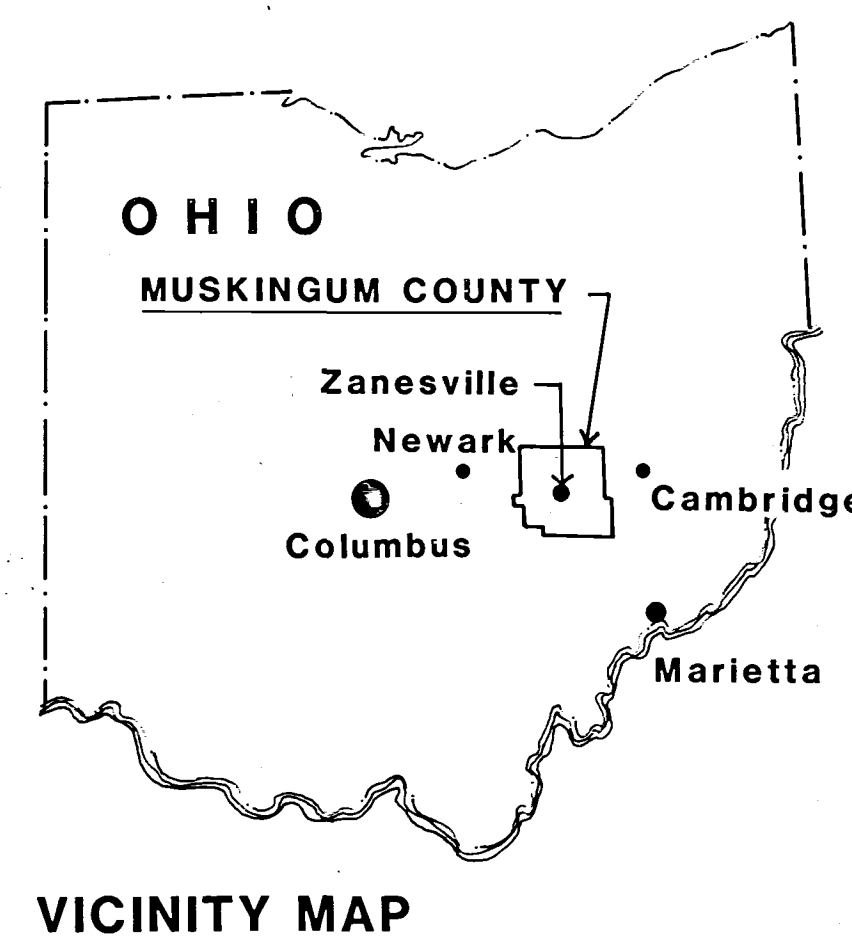 OHIO
MUSKINGUM COUNTY
Zanesville
Newark
Cambridge
Columbus
Marietta
VICINITY MAP